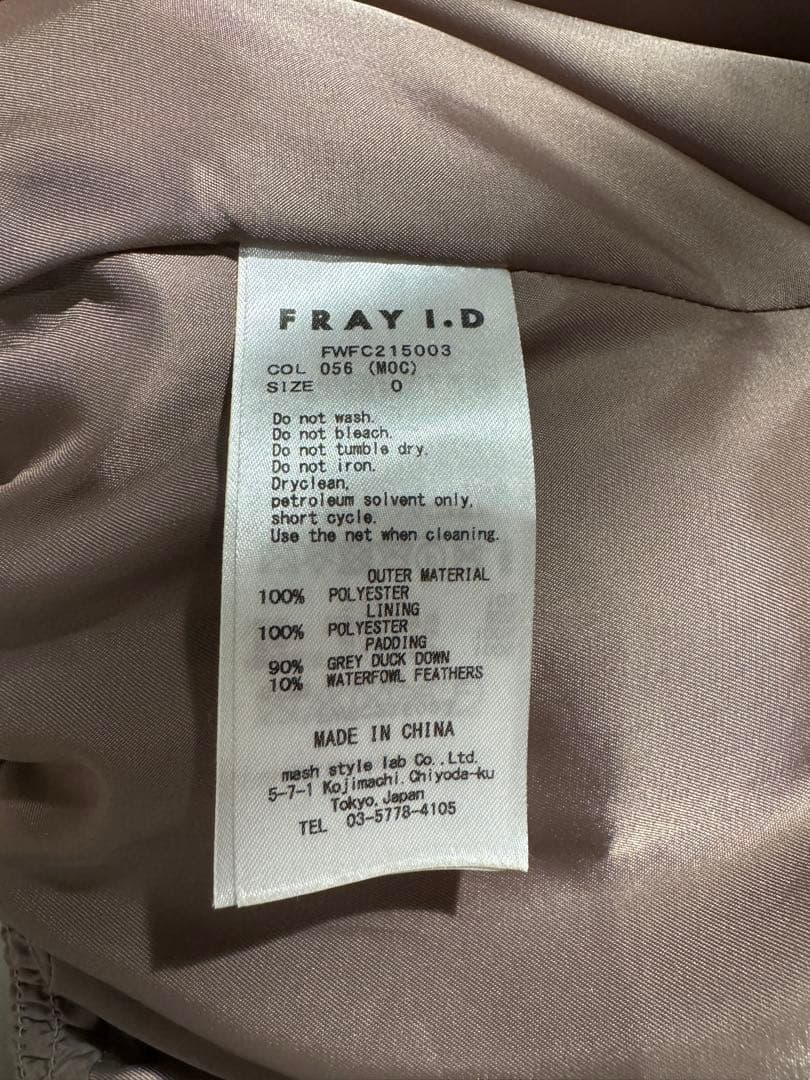 FRAY I.D
FWFC215003
COL 056 (MOC)
SIZE 0
Do not wash.
Do not bleach.
Do not tumble dry.
Do not iron.
Dryclean,
petroleum solvent only,
short cycle.
Use the net when cleaning.
OUTER MATERIAL
100% POLYESTER
LINING
100% POLYESTER
PADDING
90% GREY DUCK DOWN
10% WATERFOWL FEATHERS
MADE IN CHINA
mash style lab Co.,Ltd.
5-7-1 Kojimachi, Chiyoda-ku
Tokyo, Japan
TEL 03-5778-4105